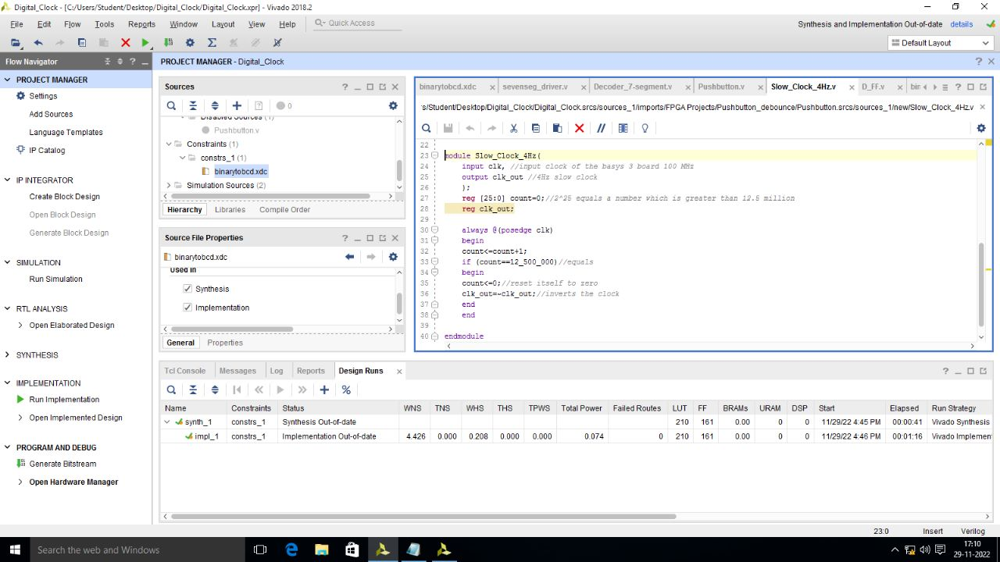 Digital_Clock - [C:/Users/Student/Desktop/Digital_Clock/Digital_Clock.xpr] - Vivado 2018.2
File Edit Flow Tools Reports Window Layout View Help Quick Access
Synthesis and Implementation Out-of-date details
Default Layout
Flow Navigator
PROJECT MANAGER
Settings
Add Sources
Language Templates
IP Catalog
IP INTEGRATOR
Create Block Design
Open Block Design
Generate Block Design
SIMULATION
Run Simulation
RTL ANALYSIS
Open Elaborated Design
SYNTHESIS
IMPLEMENTATION
Run Implementation
Open Implemented Design
PROGRAM AND DEBUG
Generate Bitstream
Open Hardware Manager
PROJECT MANAGER - Digital_Clock
Sources
0
Disabled Sources (1)
Pushbutton.v
Constraints (1)
constrs_1 (1)
binarytobcd.xdc
Simulation Sources (2)
Hierarchy Libraries Compile Order
Source File Properties
binarytobcd.xdc
Used In
Synthesis
Implementation
General Properties
binarytobcd.xdc sevenseg_driver.v Decoder_7-segment.v Pushbutton.v Slow_Clock_4Hz.v D_FF.v bin
's/Student/Desktop/Digital_Clock/Digital_Clock.srcs/sources_1/imports/FPGA Projects/Pushbutton_debounce/Pushbutton.srcs/sources_1/new/Slow_Clock_4Hz.v
22
23 module Slow_Clock_4Hz(
24 input clk, //input clock of the basys 3 board 100 MHz
25 output clk_out //4Hz slow clock
26 );
27 reg [25:0] count=0;//2^25 equals a number which is greater than 12.5 million
28 reg clk_out;
29
30 always @(posedge clk)
31 begin
32 count<=count+1;
33 if (count==12_500_000)//equals
34 begin
35 count<=0;//reset itself to zero
36 clk_out=~clk_out;//inverts the clock
37 end
38 end
39
40 endmodule
Tcl Console Messages Log Reports Design Runs
Name Constraints Status WNS TNS WHS THS TPWS Total Power Failed Routes LUT FF BRAMs URAM DSP Start Elapsed Run Strategy
synth_1 constrs_1 Synthesis Out-of-date 210 161 0.00 0 0 11/29/22 4:45 PM 00:00:41 Vivado Synthesis
impl_1 constrs_1 Implementation Out-of-date 4.426 0.000 0.208 0.000 0.000 0.074 0 210 161 0.00 0 0 11/29/22 4:46 PM 00:01:16 Vivado Implemen
23:0 Insert Verilog
Search the web and Windows
17:10
29-11-2022